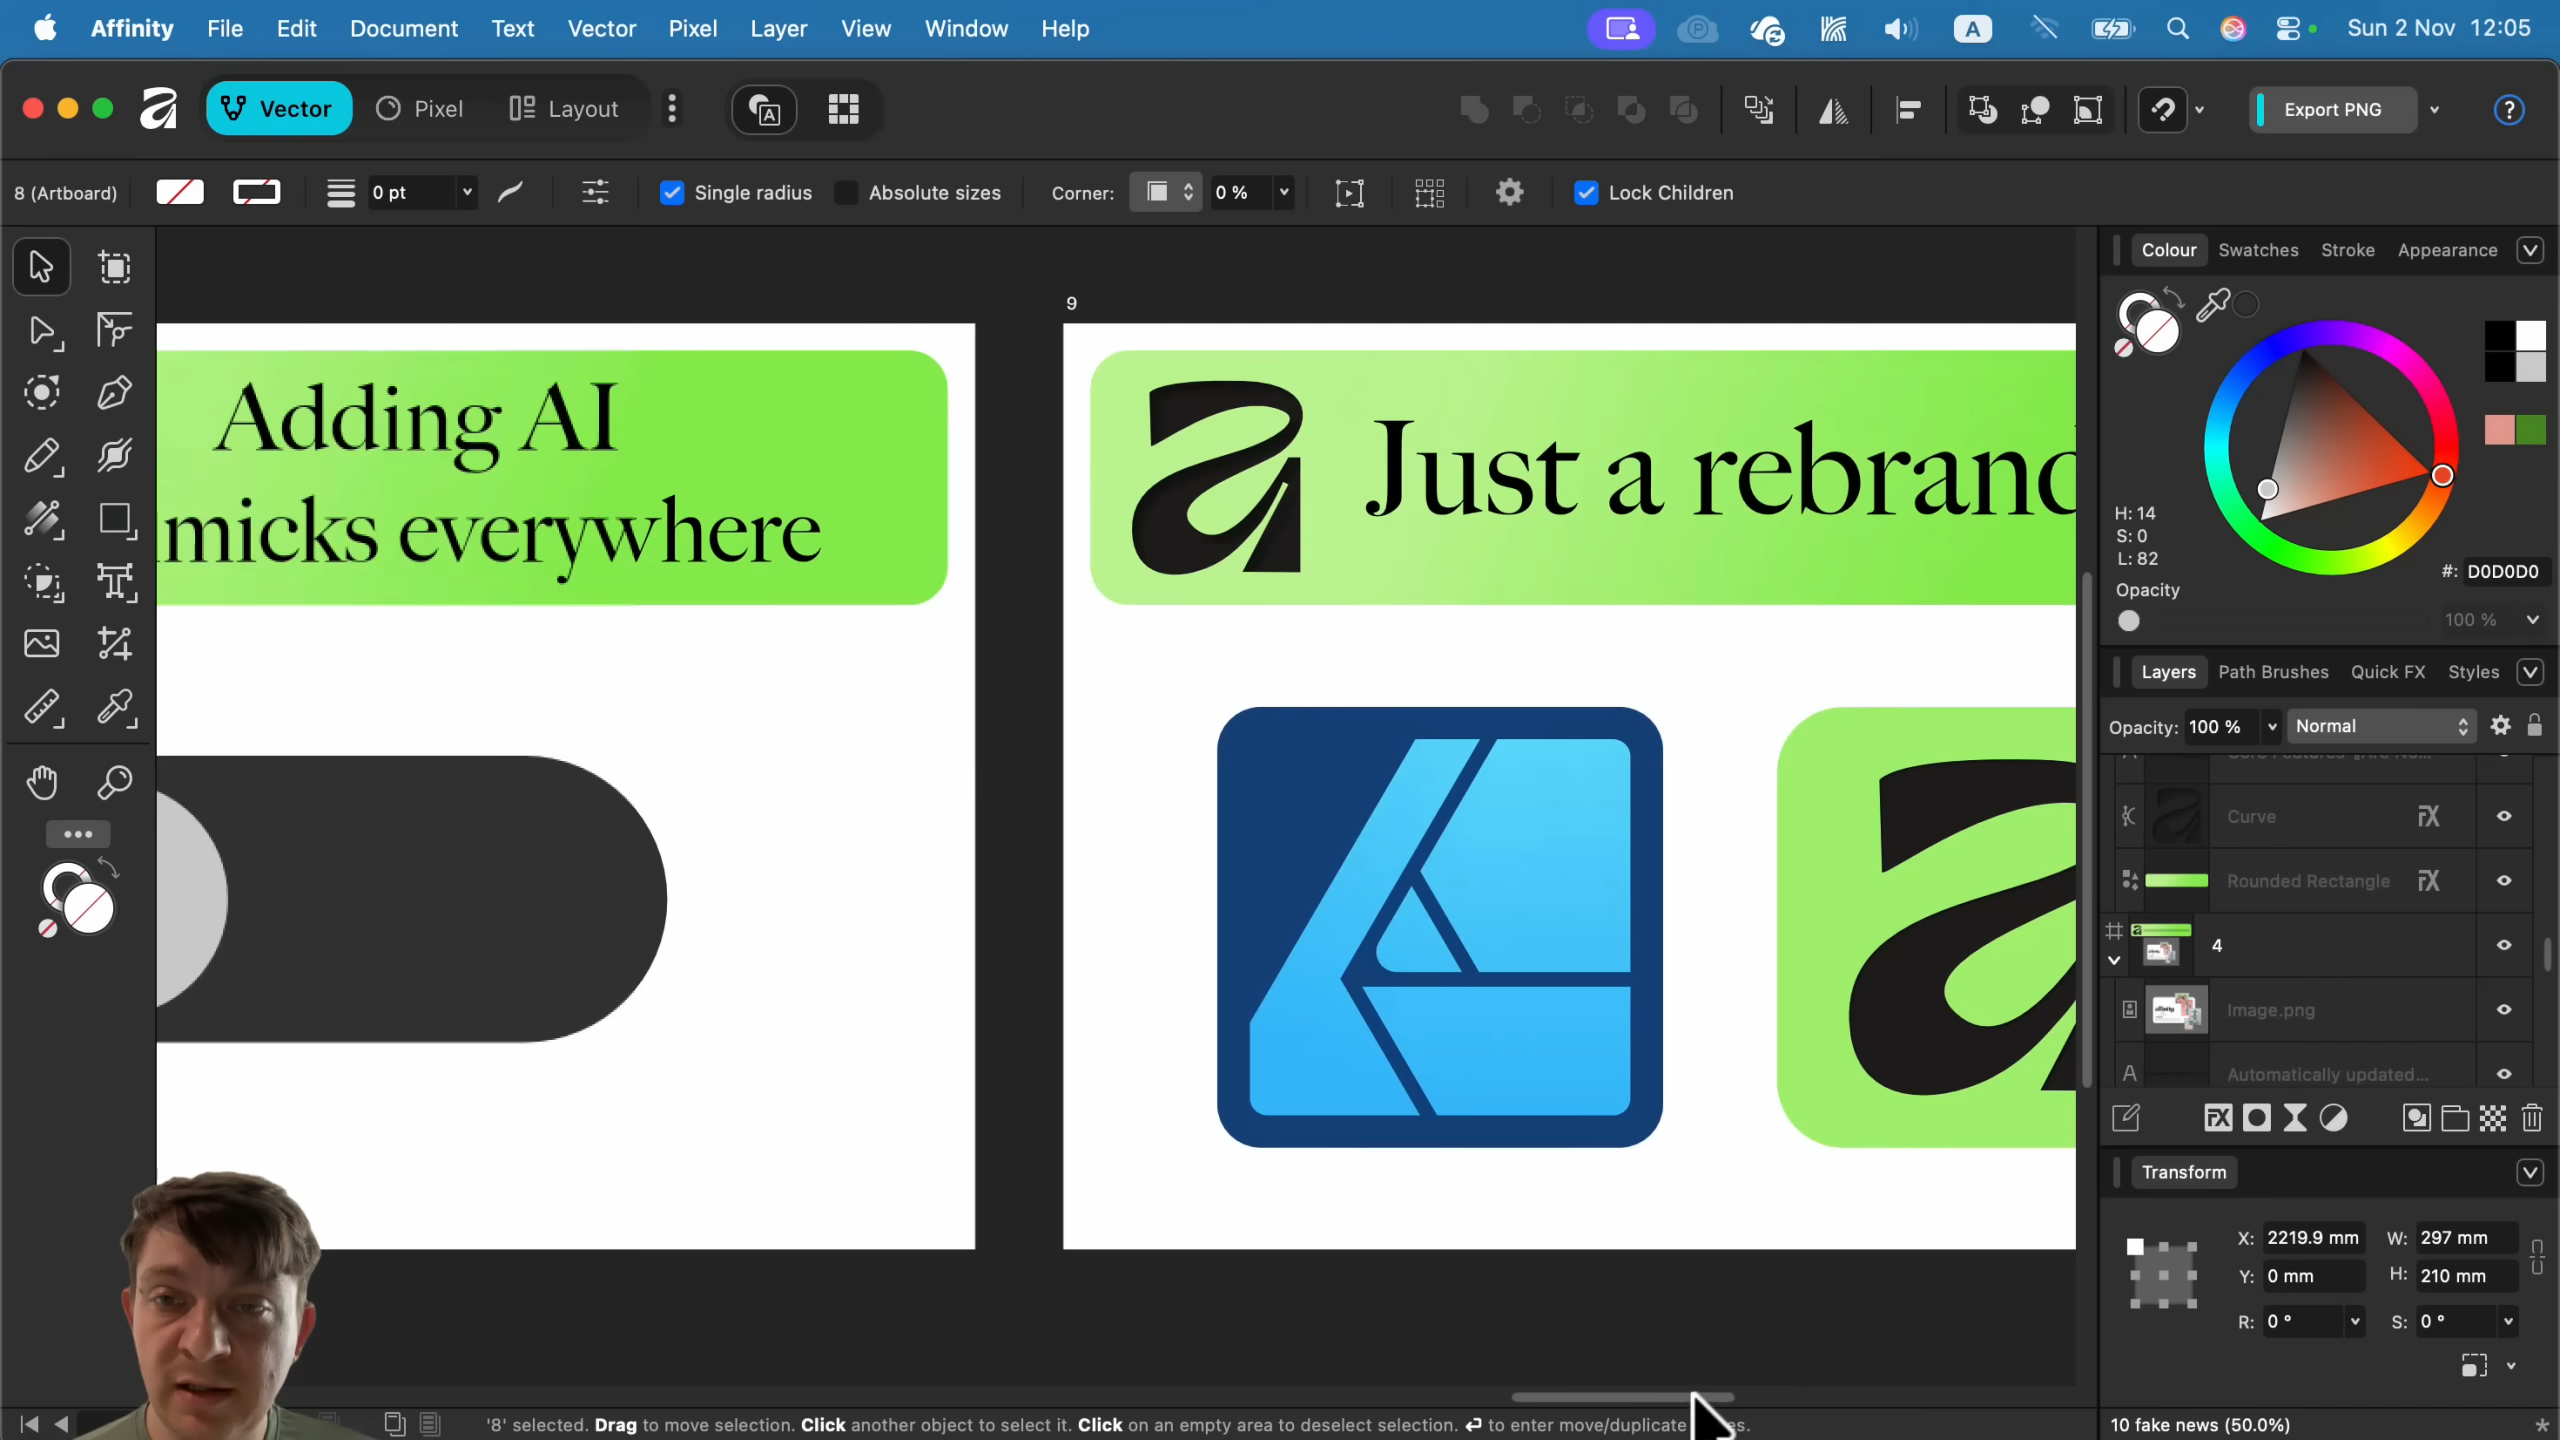 Affinity File Edit Document Text Vector Pixel Layer View Window Help A Sun 2 Nov 12:05
Vector Pixel Layout A Export PNG ?
8 (Artboard) 0 pt Single radius Absolute sizes Corner: 0 % Lock Children
Colour Swatches Stroke Appearance
9
Adding AI
micks everywhere
a Just a rebrand
H: 14
S: 0
L: 82
#: D0D0D0
Opacity
100 %
Layers Path Brushes Quick FX Styles
Opacity: 100 % Normal
Curve FX
Rounded Rectangle FX
4
Image.png
A Automatically updated...
FX
Transform
X: 2219.9 mm W: 297 mm
Y: 0 mm H: 210 mm
R: 0 ° S: 0 °
'8' selected. Drag to move selection. Click another object to select it. Click on an empty area to deselect selection. ⏎ to enter move/duplicate es.
10 fake news (50.0%) *